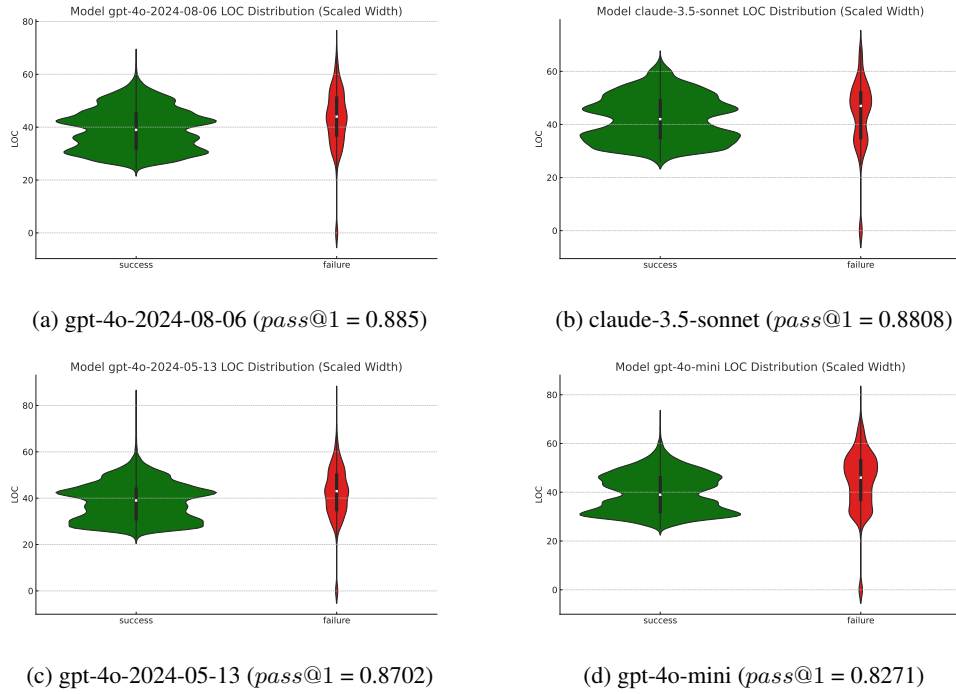 Model gpt-4o-2024-08-06 LOC Distribution (Scaled Width)
80
60
40
20
0
LOC
success
failure
(a) gpt-4o-2024-08-06 (pass@1 = 0.885)
Model claude-3.5-sonnet LOC Distribution (Scaled Width)
60
40
20
0
LOC
success
failure
(b) claude-3.5-sonnet (pass@1 = 0.8808)
Model gpt-4o-2024-05-13 LOC Distribution (Scaled Width)
80
60
40
20
0
LOC
success
failure
(c) gpt-4o-2024-05-13 (pass@1 = 0.8702)
Model gpt-4o-mini LOC Distribution (Scaled Width)
80
60
40
20
0
LOC
success
failure
(d) gpt-4o-mini (pass@1 = 0.8271)